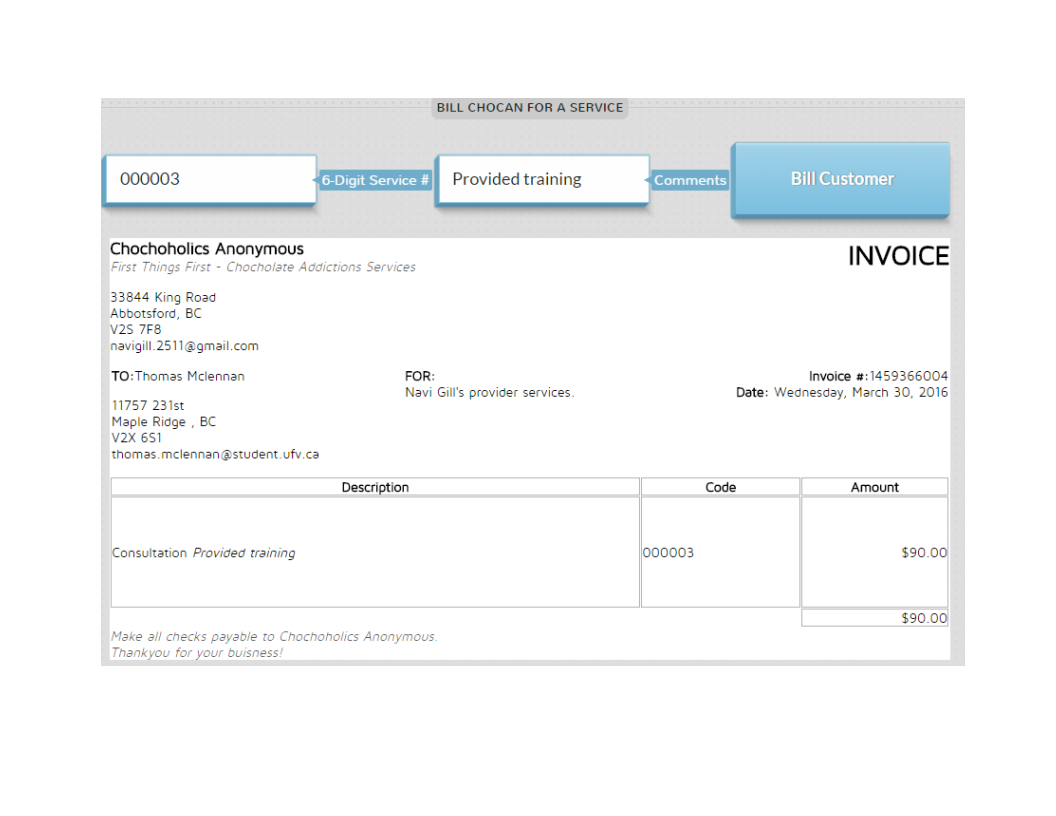 BILL CHOCAN FOR A SERVICE
000003 6-Digit Service # Provided training Comments Bill Customer
Chochoholics Anonymous INVOICE
First Things First - Chocholate Addictions Services
33844 King Road
Abbotsford, BC
V2S 7F8
navigill.2511@gmail.com
TO:Thomas Mclennan FOR: Invoice #:1459366004
Navi Gill's provider services. Date: Wednesday, March 30, 2016
11757 231st
Maple Ridge , BC
V2X 6S1
thomas.mclennan@student.ufv.ca
Description Code Amount
Consultation Provided training 000003 $90.00
$90.00
Make all checks payable to Chochoholics Anonymous.
Thankyou for your buisness!